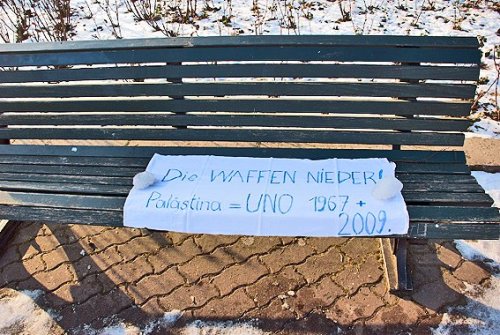 Die WAFFEN NIEDER!
Palästina = UNO 1967 +
2009.